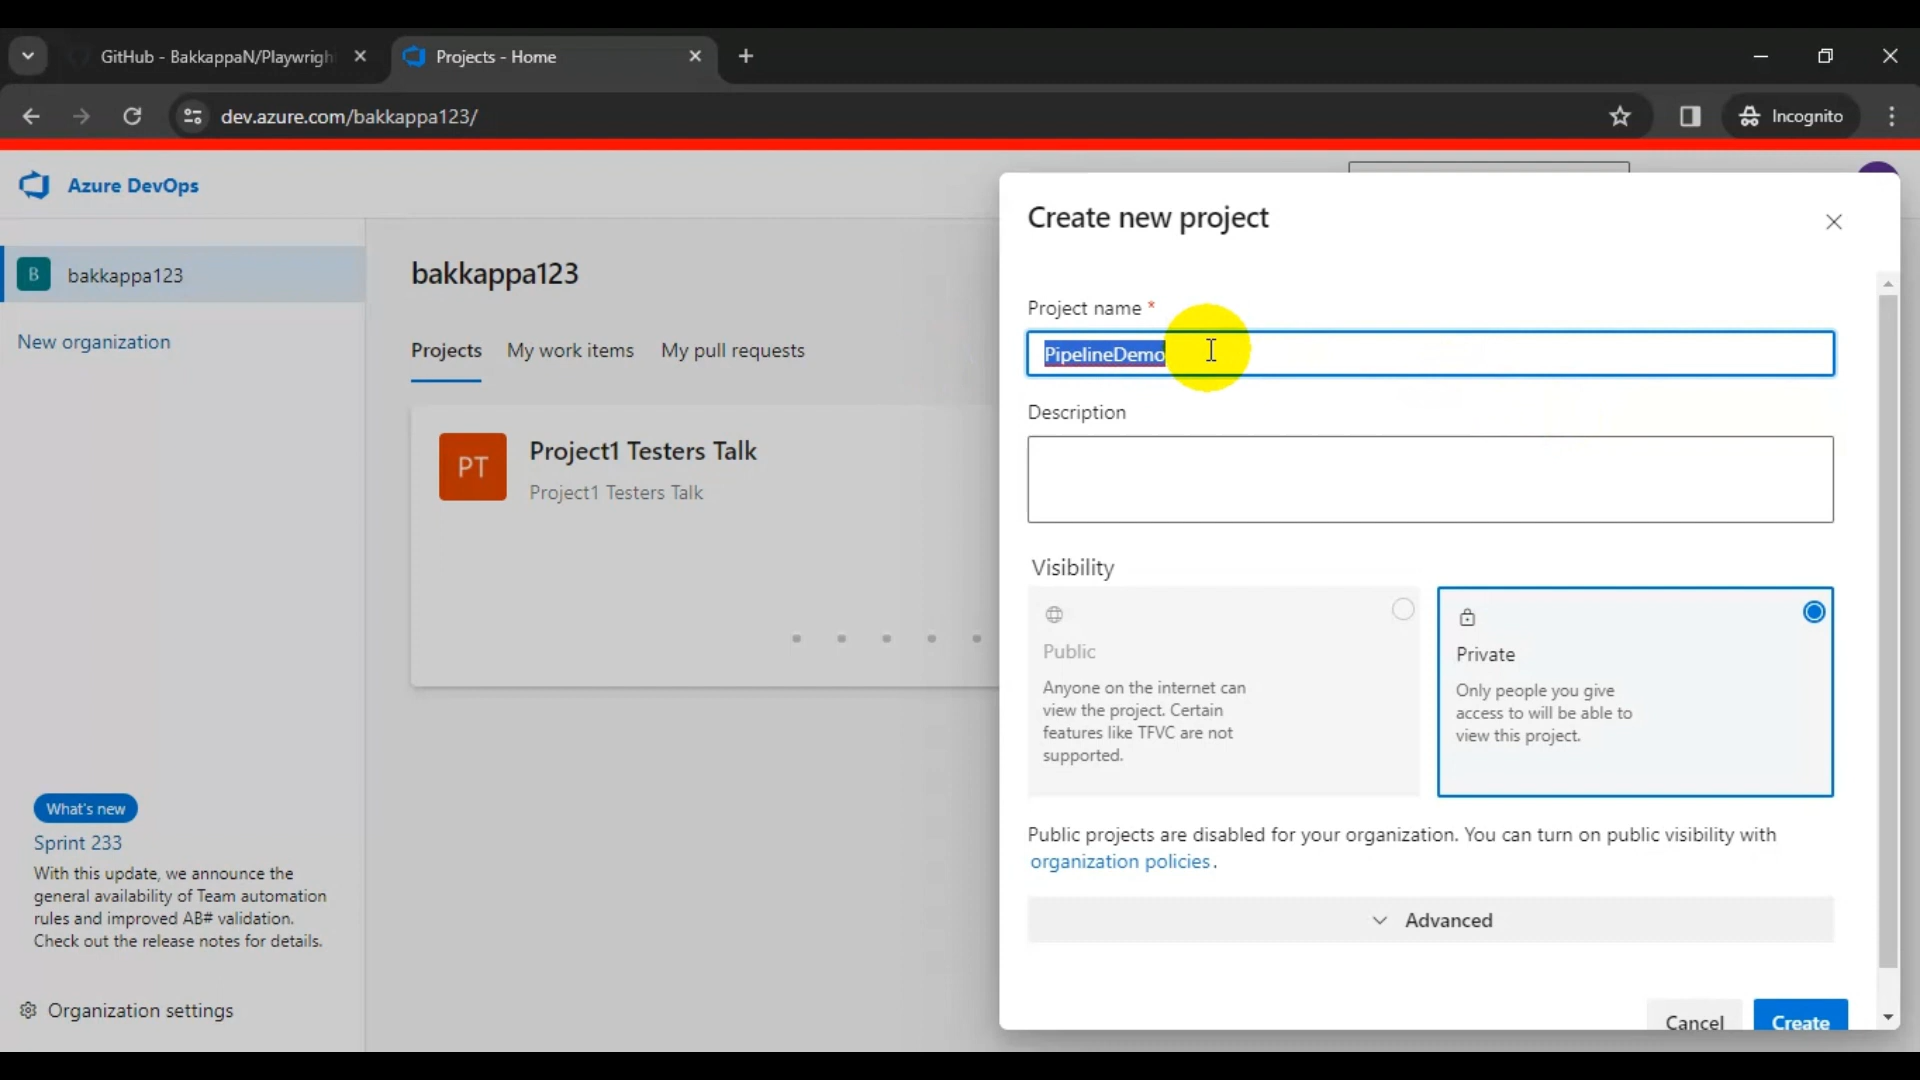 GitHub - BakkappaN/Playwrigh
Projects - Home
dev.azure.com/bakkappa123/
Incognito
Azure DevOps
B
bakkappa123
New organization
bakkappa123
Projects
My work items
My pull requests
PT
Project1 Testers Talk
Project1 Testers Talk
What's new
Sprint 233
With this update, we announce the
general availability of Team automation
rules and improved AB# validation.
Check out the release notes for details.
Organization settings
Create new project
Project name *
PipelineDemo
Description
Visibility
Public
Anyone on the internet can
view the project. Certain
features like TFVC are not
supported.
Private
Only people you give
access to will be able to
view this project.
Public projects are disabled for your organization. You can turn on public visibility with
organization policies.
Advanced
Cancel
Create